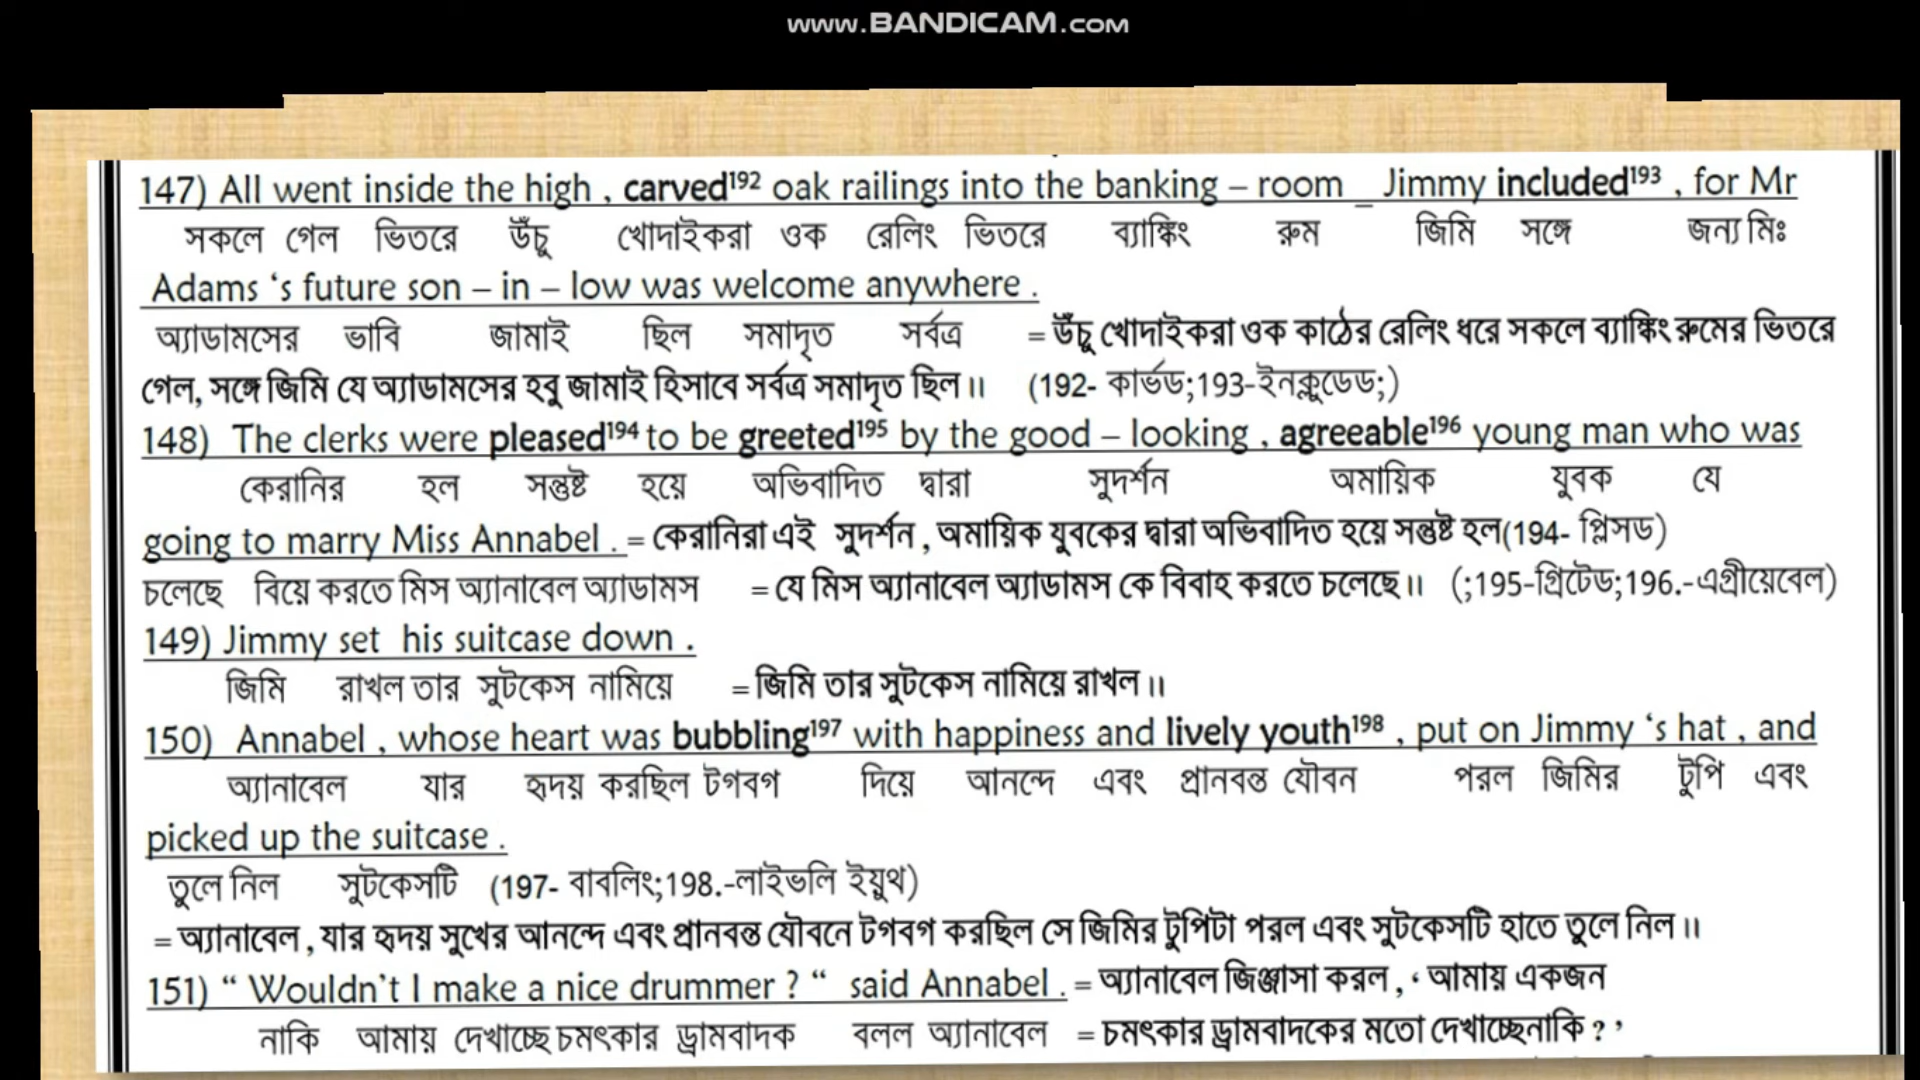 www.BANDICAM.com
147) All went inside the high , carved¹⁹² oak railings into the banking – room _ Jimmy included¹⁹³ , for Mr
সকলে গেল ভিতরে উঁচু খোদাইকরা ওক রেলিং ভিতরে ব্যাঙ্কিং রুম জিমি সঙ্গে জন্য মিঃ
Adams ‘s future son – in – low was welcome anywhere .
অ্যাডামসের ভাবি জামাই ছিল সমাদৃত সর্বত্র = উঁচু খোদাইকরা ওক কাঠের রেলিং ধরে সকলে ব্যাঙ্কিং রুমের ভিতরে
গেল, সঙ্গে জিমি যে অ্যাডামসের হবু জামাই হিসাবে সর্বত্র সমাদৃত ছিল॥ (192- কার্ভড;193-ইনক্লুডেড;)
148) The clerks were pleased¹⁹⁴ to be greeted¹⁹⁵ by the good – looking , agreeable¹⁹⁶ young man who was
কেরানির হল সন্তুষ্ট হয়ে অভিবাদিত দ্বারা সুদর্শন অমায়িক যুবক যে
going to marry Miss Annabel . = কেরানিরা এই সুদর্শন , অমায়িক যুবকের দ্বারা অভিবাদিত হয়ে সন্তুষ্ট হল(194- প্লিসড)
চলেছে বিয়ে করতে মিস অ্যানাবেল অ্যাডামস = যে মিস অ্যানাবেল অ্যাডামস কে বিবাহ করতে চলেছে॥ (;195-গ্রিটেড;196.-এগ্রীয়েবেল)
149) Jimmy set his suitcase down .
জিমি রাখল তার সুটকেস নামিয়ে = জিমি তার সুটকেস নামিয়ে রাখল॥
150) Annabel , whose heart was bubbling¹⁹⁷ with happiness and lively youth¹⁹⁸ , put on Jimmy ‘s hat , and
অ্যানাবেল যার হৃদয় করছিল টগবগ দিয়ে আনন্দে এবং প্রানবন্ত যৌবন পরল জিমির টুপি এবং
picked up the suitcase .
তুলে নিল সুটকেসটি (197- বাবলিং;198.-লাইভলি ইয়ুথ)
= অ্যানাবেল , যার হৃদয় সুখের আনন্দে এবং প্রানবন্ত যৌবনে টগবগ করছিল সে জিমির টুপিটা পরল এবং সুটকেসটি হাতে তুলে নিল॥
151) “ Wouldn’t I make a nice drummer ? “ said Annabel . = অ্যানাবেল জিজ্ঞাসা করল , ‘ আমায় একজন
নাকি আমায় দেখাচ্ছে চমৎকার ড্রামবাদক বলল অ্যানাবেল = চমৎকার ড্রামবাদকের মতো দেখাচ্ছেনাকি ? ’